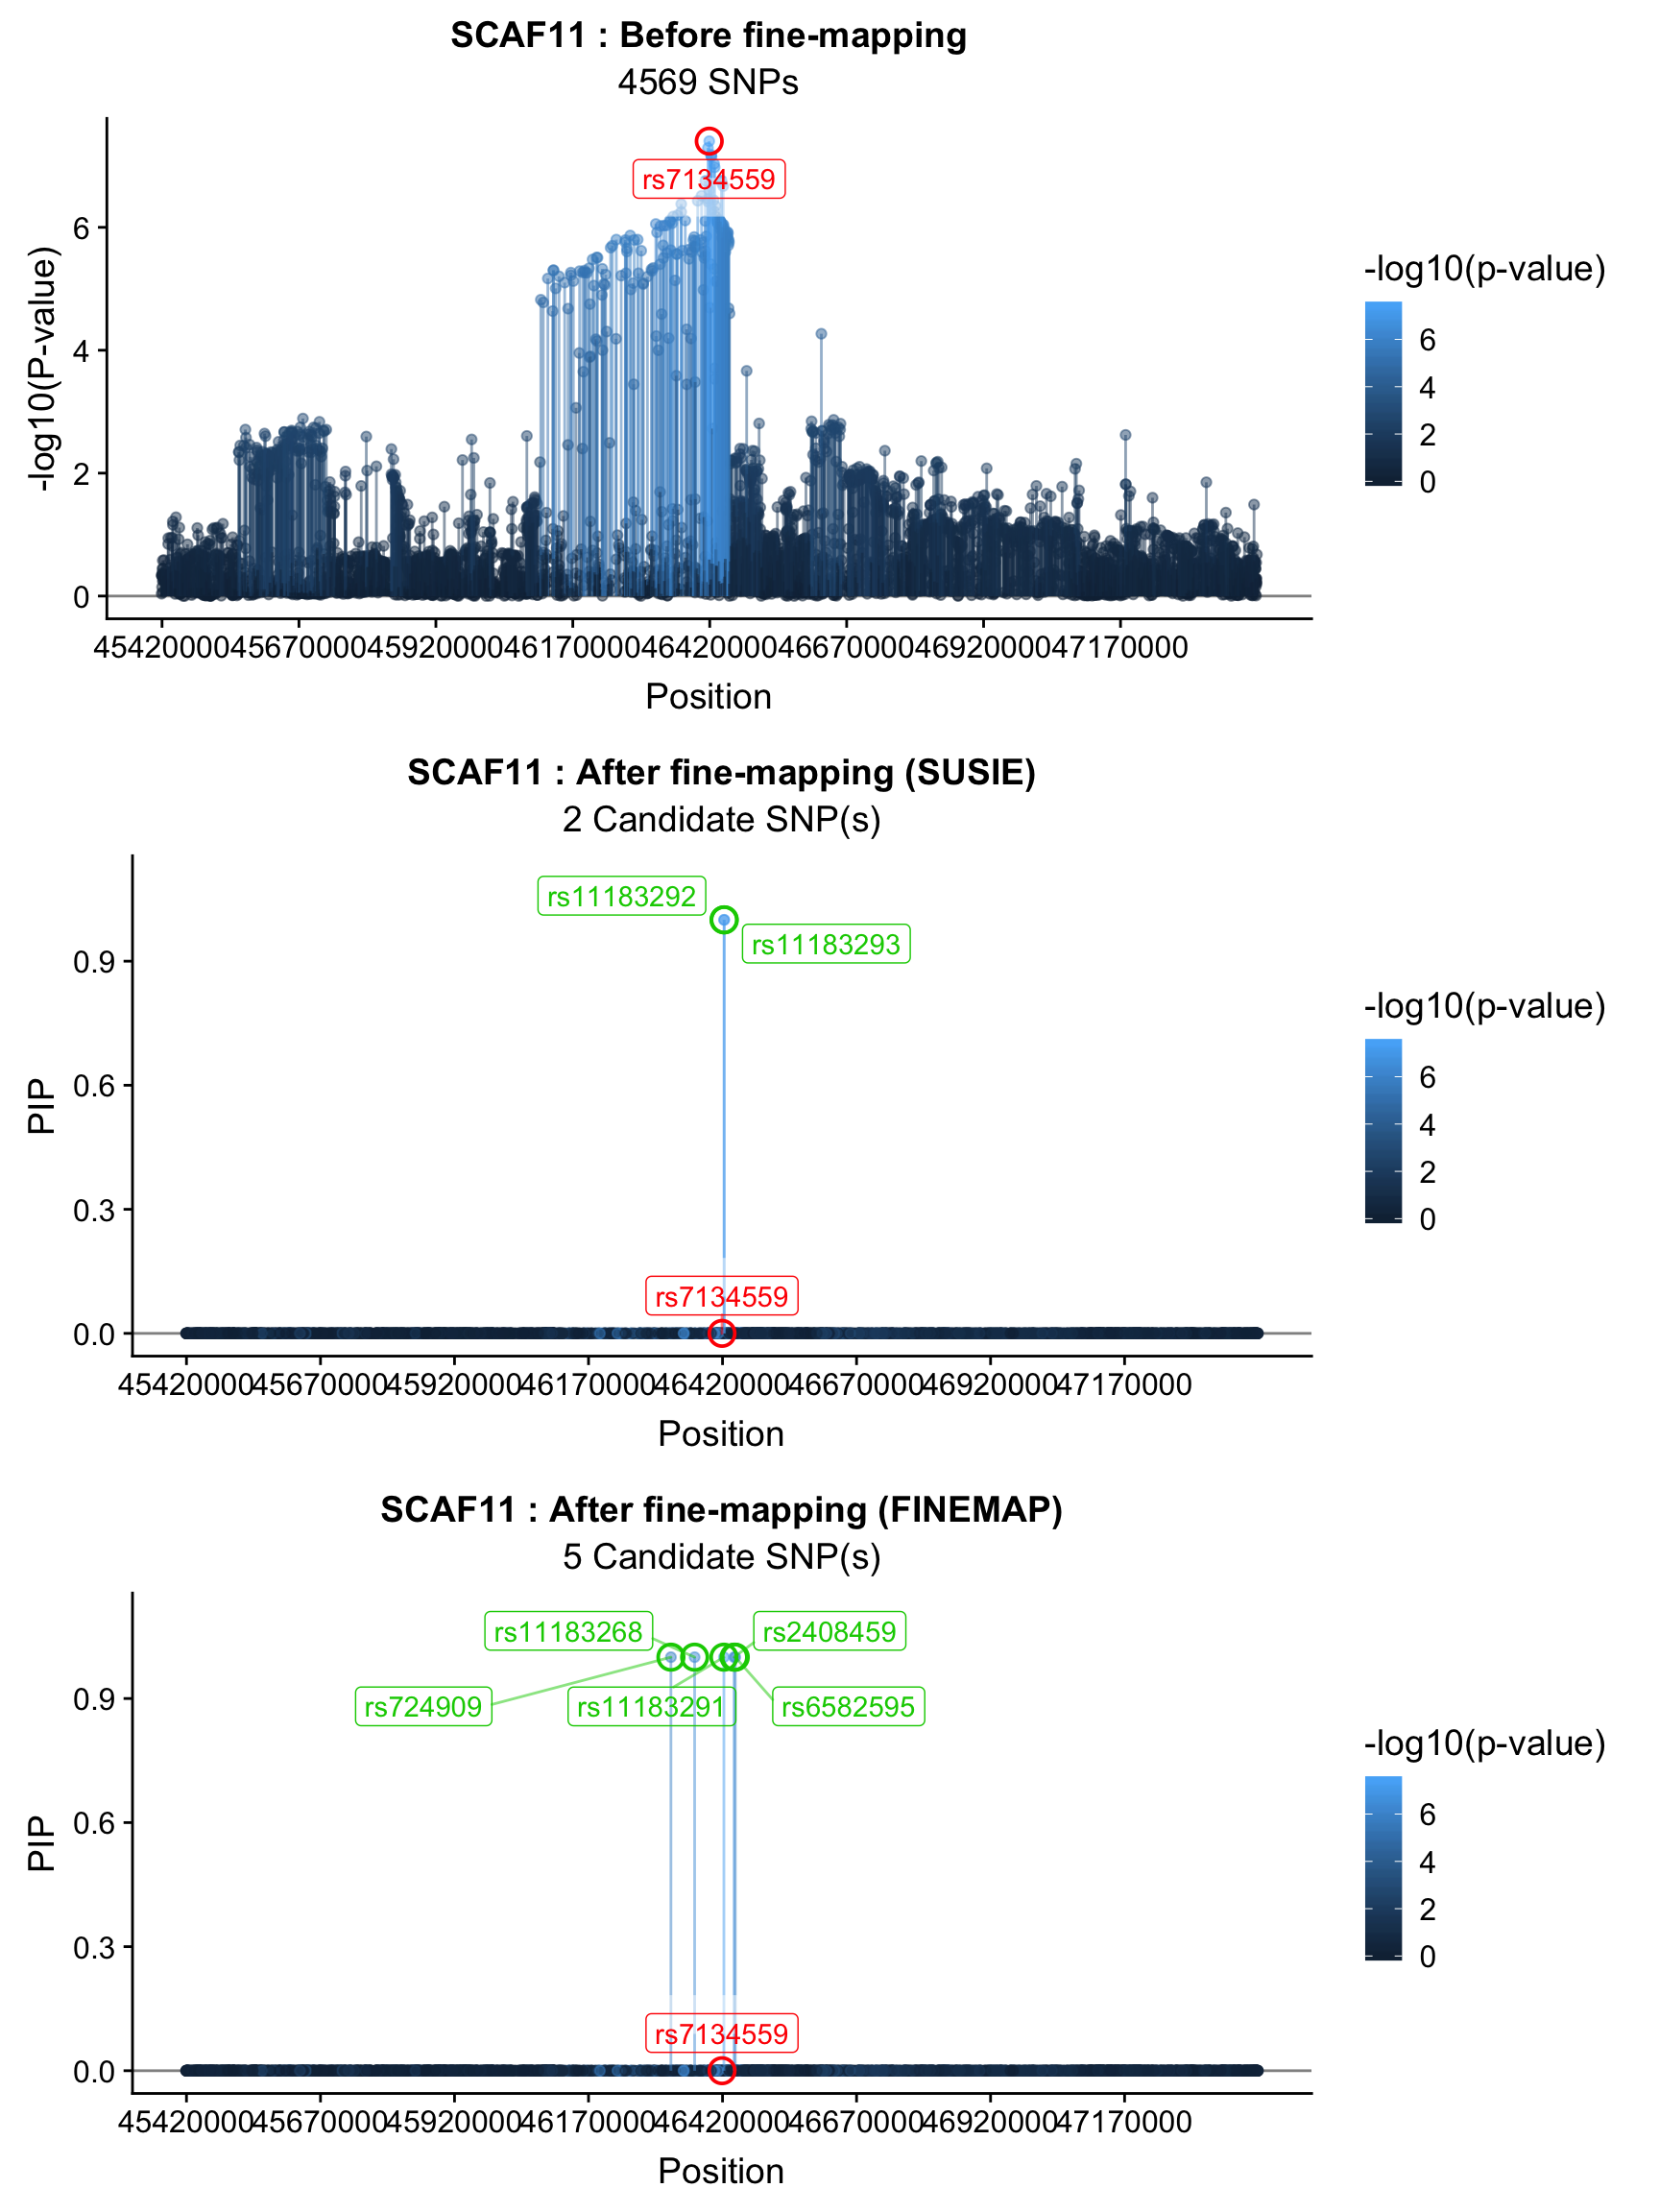 SCAF11 : Before fine-mapping
4569 SNPs
rs7134559
6
4
2
0
-log10(P-value)
45420000 45670000 45920000 46170000 46420000 46670000 46920000 47170000
Position
-log10(p-value)
6
4
2
0
SCAF11 : After fine-mapping (SUSIE)
2 Candidate SNP(s)
rs11183292
rs11183293
rs7134559
0.9
0.6
0.3
0.0
PIP
45420000 45670000 45920000 46170000 46420000 46670000 46920000 47170000
Position
-log10(p-value)
6
4
2
0
SCAF11 : After fine-mapping (FINEMAP)
5 Candidate SNP(s)
rs11183268
rs2408459
rs724909
rs11183291
rs6582595
rs7134559
0.9
0.6
0.3
0.0
PIP
45420000 45670000 45920000 46170000 46420000 46670000 46920000 47170000
Position
-log10(p-value)
6
4
2
0